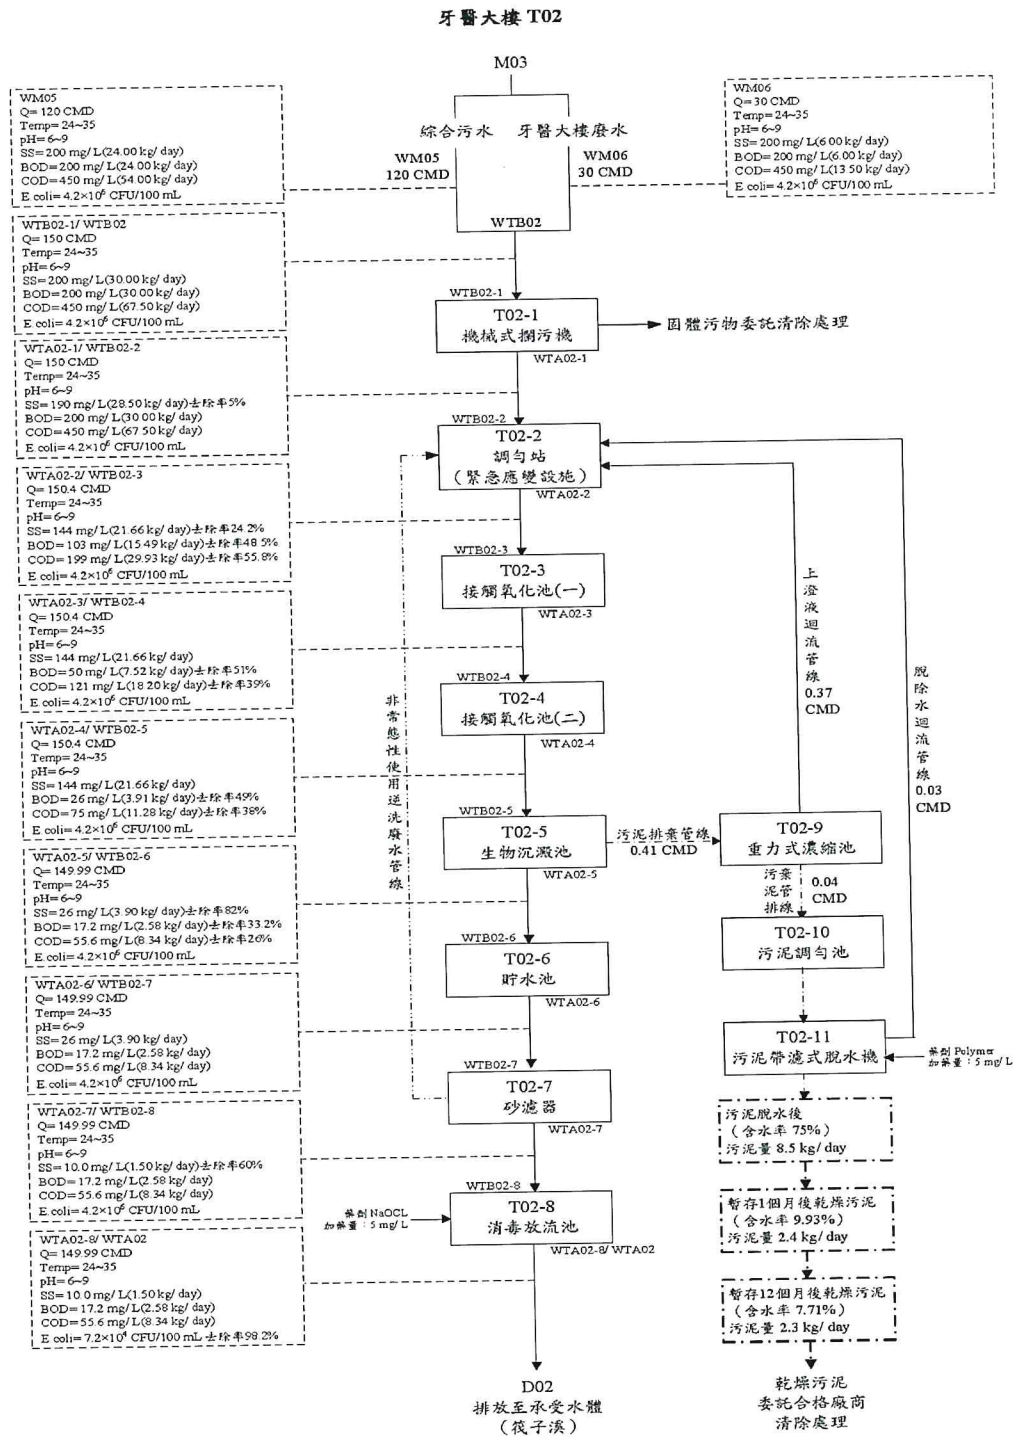 牙醫大樓 T02
M03
WM05
Q= 120 CMD
Temp= 24~35
pH= 6~9
SS= 200 mg/L(24.00 kg/day)
BOD= 200 mg/L(24.00 kg/day)
COD= 450 mg/L(54.00 kg/day)
E coli= 4.2×10⁶ CFU/100 mL
綜合污水
牙醫大樓廢水
WM05
120 CMD
WM06
30 CMD
WTB02
WM06
Q= 30 CMD
Temp= 24~35
pH= 6~9
SS= 200 mg/L(6.00 kg/day)
BOD= 200 mg/L(6.00 kg/day)
COD= 450 mg/L(13.50 kg/day)
E coli= 4.2×10⁶ CFU/100 mL
WTB02-1/ WTB02
Q= 150 CMD
Temp= 24~35
pH= 6~9
SS= 200 mg/L(30.00 kg/day)
BOD= 200 mg/L(30.00 kg/day)
COD= 450 mg/L(67.50 kg/day)
E coli= 4.2×10⁶ CFU/100 mL
WTB02-1
T02-1
機械式攔污機
WTA02-1
固體污物委託清除處理
WTA02-1/ WTB02-2
Q= 150 CMD
Temp= 24~35
pH= 6~9
SS= 190 mg/L(28.50 kg/day)去除率5%
BOD= 200 mg/L(30.00 kg/day)
COD= 450 mg/L(67.50 kg/day)
E coli= 4.2×10⁶ CFU/100 mL
WTB02-2
T02-2
調勻站
(緊急應變設施)
WTA02-2
WTA02-2/ WTB02-3
Q= 150.4 CMD
Temp= 24~35
pH= 6~9
SS= 144 mg/L(21.66 kg/day)去除率24.2%
BOD= 103 mg/L(15.49 kg/day)去除率48.5%
COD= 199 mg/L(29.93 kg/day)去除率55.8%
E coli= 4.2×10⁶ CFU/100 mL
WTB02-3
T02-3
接觸氧化池(一)
WTA02-3
WTA02-3/ WTB02-4
Q= 150.4 CMD
Temp= 24~35
pH= 6~9
SS= 144 mg/L(21.66 kg/day)
BOD= 50 mg/L(7.52 kg/day)去除率51%
COD= 121 mg/L(18.20 kg/day)去除率39%
E coli= 4.2×10⁶ CFU/100 mL
WTB02-4
T02-4
接觸氧化池(二)
WTA02-4
非常態性使用逆洗廢水管線
上澄液迴流管線
0.37
CMD
脫除水迴流管線
0.03
CMD
WTA02-4/ WTB02-5
Q= 150.4 CMD
Temp= 24~35
pH= 6~9
SS= 144 mg/L(21.66 kg/day)
BOD= 26 mg/L(3.91 kg/day)去除率49%
COD= 75 mg/L(11.28 kg/day)去除率38%
E coli= 4.2×10⁶ CFU/100 mL
WTB02-5
T02-5
生物沉澱池
WTA02-5
污泥排棄管線
0.41 CMD
T02-9
重力式濃縮池
污棄
泥管
排線
0.04
CMD
WTA02-5/ WTB02-6
Q= 149.99 CMD
Temp= 24~35
pH= 6~9
SS= 26 mg/L(3.90 kg/day)去除率82%
BOD= 17.2 mg/L(2.58 kg/day)去除率33.2%
COD= 55.6 mg/L(8.34 kg/day)去除率26%
E coli= 4.2×10⁶ CFU/100 mL
WTB02-6
T02-6
貯水池
WTA02-6
T02-10
污泥調勻池
WTA02-6/ WTB02-7
Q= 149.99 CMD
Temp= 24~35
pH= 6~9
SS= 26 mg/L(3.90 kg/day)
BOD= 17.2 mg/L(2.58 kg/day)
COD= 55.6 mg/L(8.34 kg/day)
E coli= 4.2×10⁶ CFU/100 mL
WTB02-7
T02-7
砂濾器
WTA02-7
T02-11
污泥帶濾式脫水機
藥劑 Polymer
加藥量：5 mg/L
WTA02-7/ WTB02-8
Q= 149.99 CMD
Temp= 24~35
pH= 6~9
SS= 10.0 mg/L(1.50 kg/day)去除率60%
BOD= 17.2 mg/L(2.58 kg/day)
COD= 55.6 mg/L(8.34 kg/day)
E coli= 4.2×10⁶ CFU/100 mL
污泥脫水後
(含水率 75%)
污泥量 8.5 kg/day
WTB02-8
藥劑 NaOCL
加藥量：5 mg/L
T02-8
消毒放流池
WTA02-8/ WTA02
暫存1個月後乾燥污泥
(含水率 9.93%)
污泥量 2.4 kg/day
WTA02-8/ WTA02
Q= 149.99 CMD
Temp= 24~35
pH= 6~9
SS= 10.0 mg/L(1.50 kg/day)
BOD= 17.2 mg/L(2.58 kg/day)
COD= 55.6 mg/L(8.34 kg/day)
E coli= 7.2×10⁴ CFU/100 mL 去除率98.2%
暫存12個月後乾燥污泥
(含水率 7.71%)
污泥量 2.3 kg/day
D02
排放至承受水體
(筏子溪)
乾燥污泥
委託合格廠商
清除處理